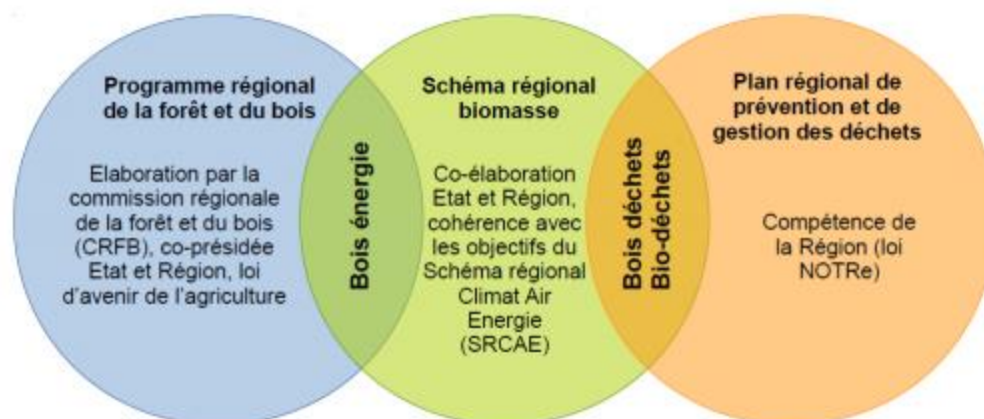 Programme régional
de la forêt et du bois
Elaboration par la
commission régionale
de la forêt et du bois
(CRFB), co-présidée
Etat et Région, loi
d'avenir de l'agriculture
Bois énergie
Schéma régional
biomasse
Co-élaboration
Etat et Région,
cohérence avec
les objectifs du
Schéma régional
Climat Air
Energie
(SRCAE)
Bois déchets
Bio-déchets
Plan régional de
prévention et de
gestion des déchets
Compétence de
la Région (loi
NOTRe)